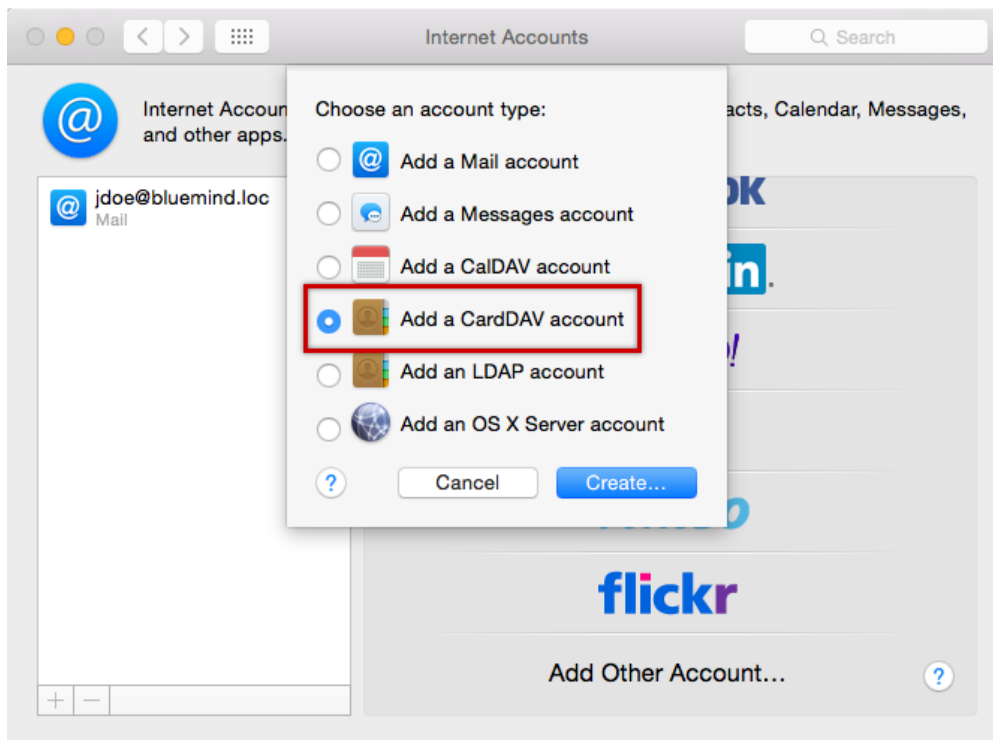 Internet Accounts
Search
Internet Accoun
and other apps.
acts, Calendar, Messages,
jdoe@bluemind.loc
Mail
Choose an account type:
Add a Mail account
Add a Messages account
Add a CalDAV account
Add a CardDAV account
Add an LDAP account
Add an OS X Server account
?
Cancel
Create...
ok
in.
!
o
flickr
Add Other Account...
?